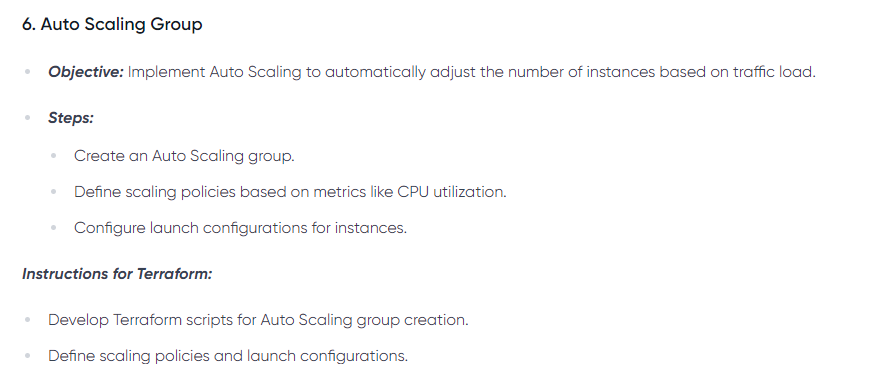 6. Auto Scaling Group
Objective: Implement Auto Scaling to automatically adjust the number of instances based on traffic load.
Steps:
Create an Auto Scaling group.
Define scaling policies based on metrics like CPU utilization.
Configure launch configurations for instances.
Instructions for Terraform:
Develop Terraform scripts for Auto Scaling group creation.
Define scaling policies and launch configurations.